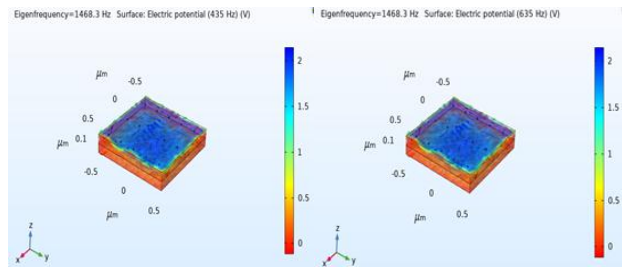 Eigenfrequency=1468.3 Hz  Surface: Electric potential (435 Hz) (V)
μm
-0.5
0
0.5
0.1
μm
-0.5
0
μm
0.5
2
1.5
1
0.5
0
z
x
y
Eigenfrequency=1468.3 Hz  Surface: Electric potential (635 Hz) (V)
μm
-0.5
0
0.5
0.1
μm
-0.5
0
μm
0.5
2
1.5
1
0.5
0
z
x
y